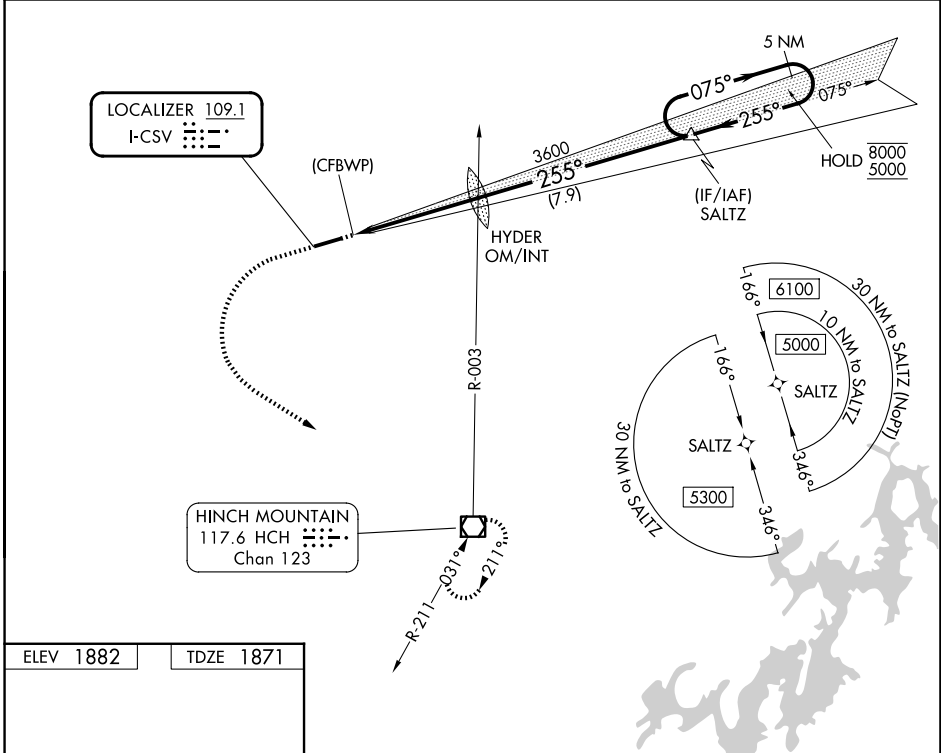 LOCALIZER 109.1
I-CSV
(CFBWP)
3600
255°
(7.9)
HYDER
OM/INT
5 NM
075°
255°
075°
HOLD 8000
5000
(IF/IAF)
SALTZ
R-003
HINCH MOUNTAIN
117.6 HCH
Chan 123
031°
211°
R-211
166°
6100
5000
10 NM to SALTZ
30 NM to SALTZ (NoPT)
SALTZ
346°
166°
SALTZ
30 NM to SALTZ
5300
346°
ELEV 1882
TDZE 1871